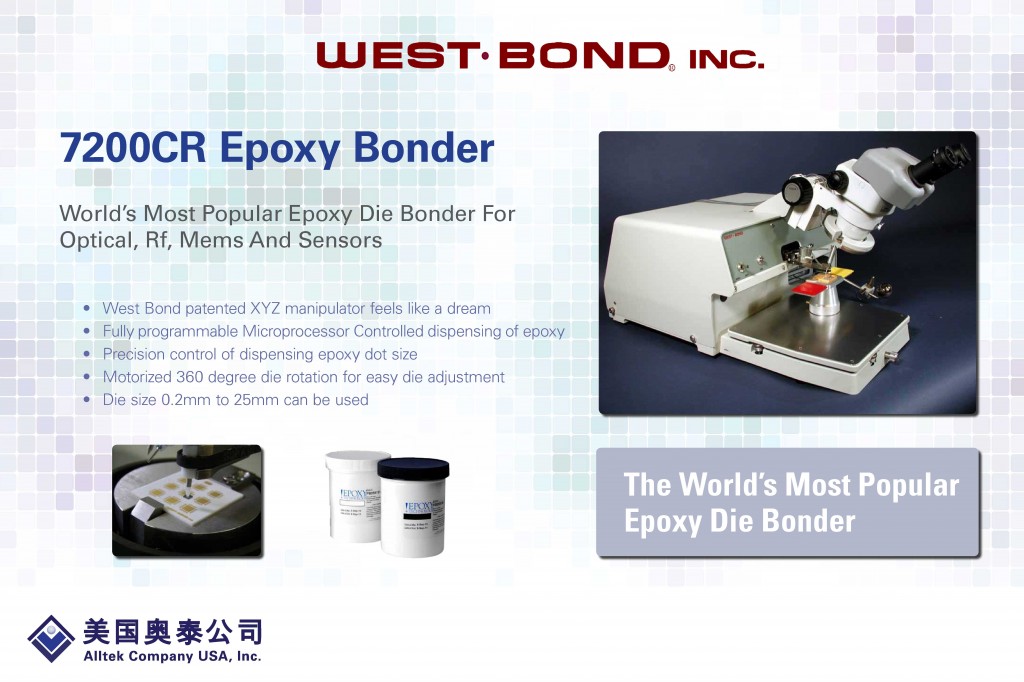 WEST·BOND® INC.
7200CR Epoxy Bonder
World's Most Popular Epoxy Die Bonder For
Optical, Rf, Mems And Sensors
• West Bond patented XYZ manipulator feels like a dream
• Fully programmable Microprocessor Controlled dispensing of epoxy
• Precision control of dispensing epoxy dot size
• Motorized 360 degree die rotation for easy die adjustment
• Die size 0.2mm to 25mm can be used
WEST·BOND
EPOXY
EPOXY
The World's Most Popular
Epoxy Die Bonder
美国奥泰公司
Alltek Company USA, Inc.